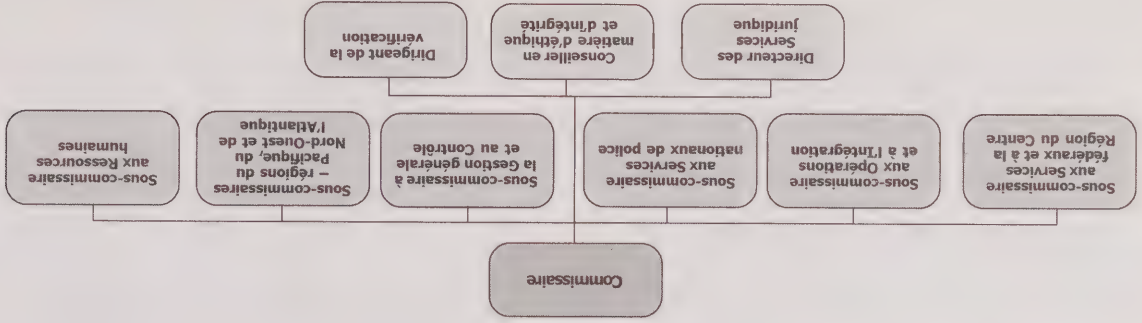 Commissaire
Sous-commissaire
aux Services
fédéraux et à la
Région du Centre
Sous-commissaire
aux Opérations
et à l'Intégration
Sous-commissaire
aux Services
nationaux de police
Sous-commissaire à
la Gestion générale
et au Contrôle
Sous-commissaires
– régions du
Pacifique, du
Nord-Ouest et de
l'Atlantique
Sous-commissaire
aux Ressources
humaines
Directeur des
Services
juridique
Conseiller en
matière d'éthique
et d'intégrité
Dirigeant de la
vérification